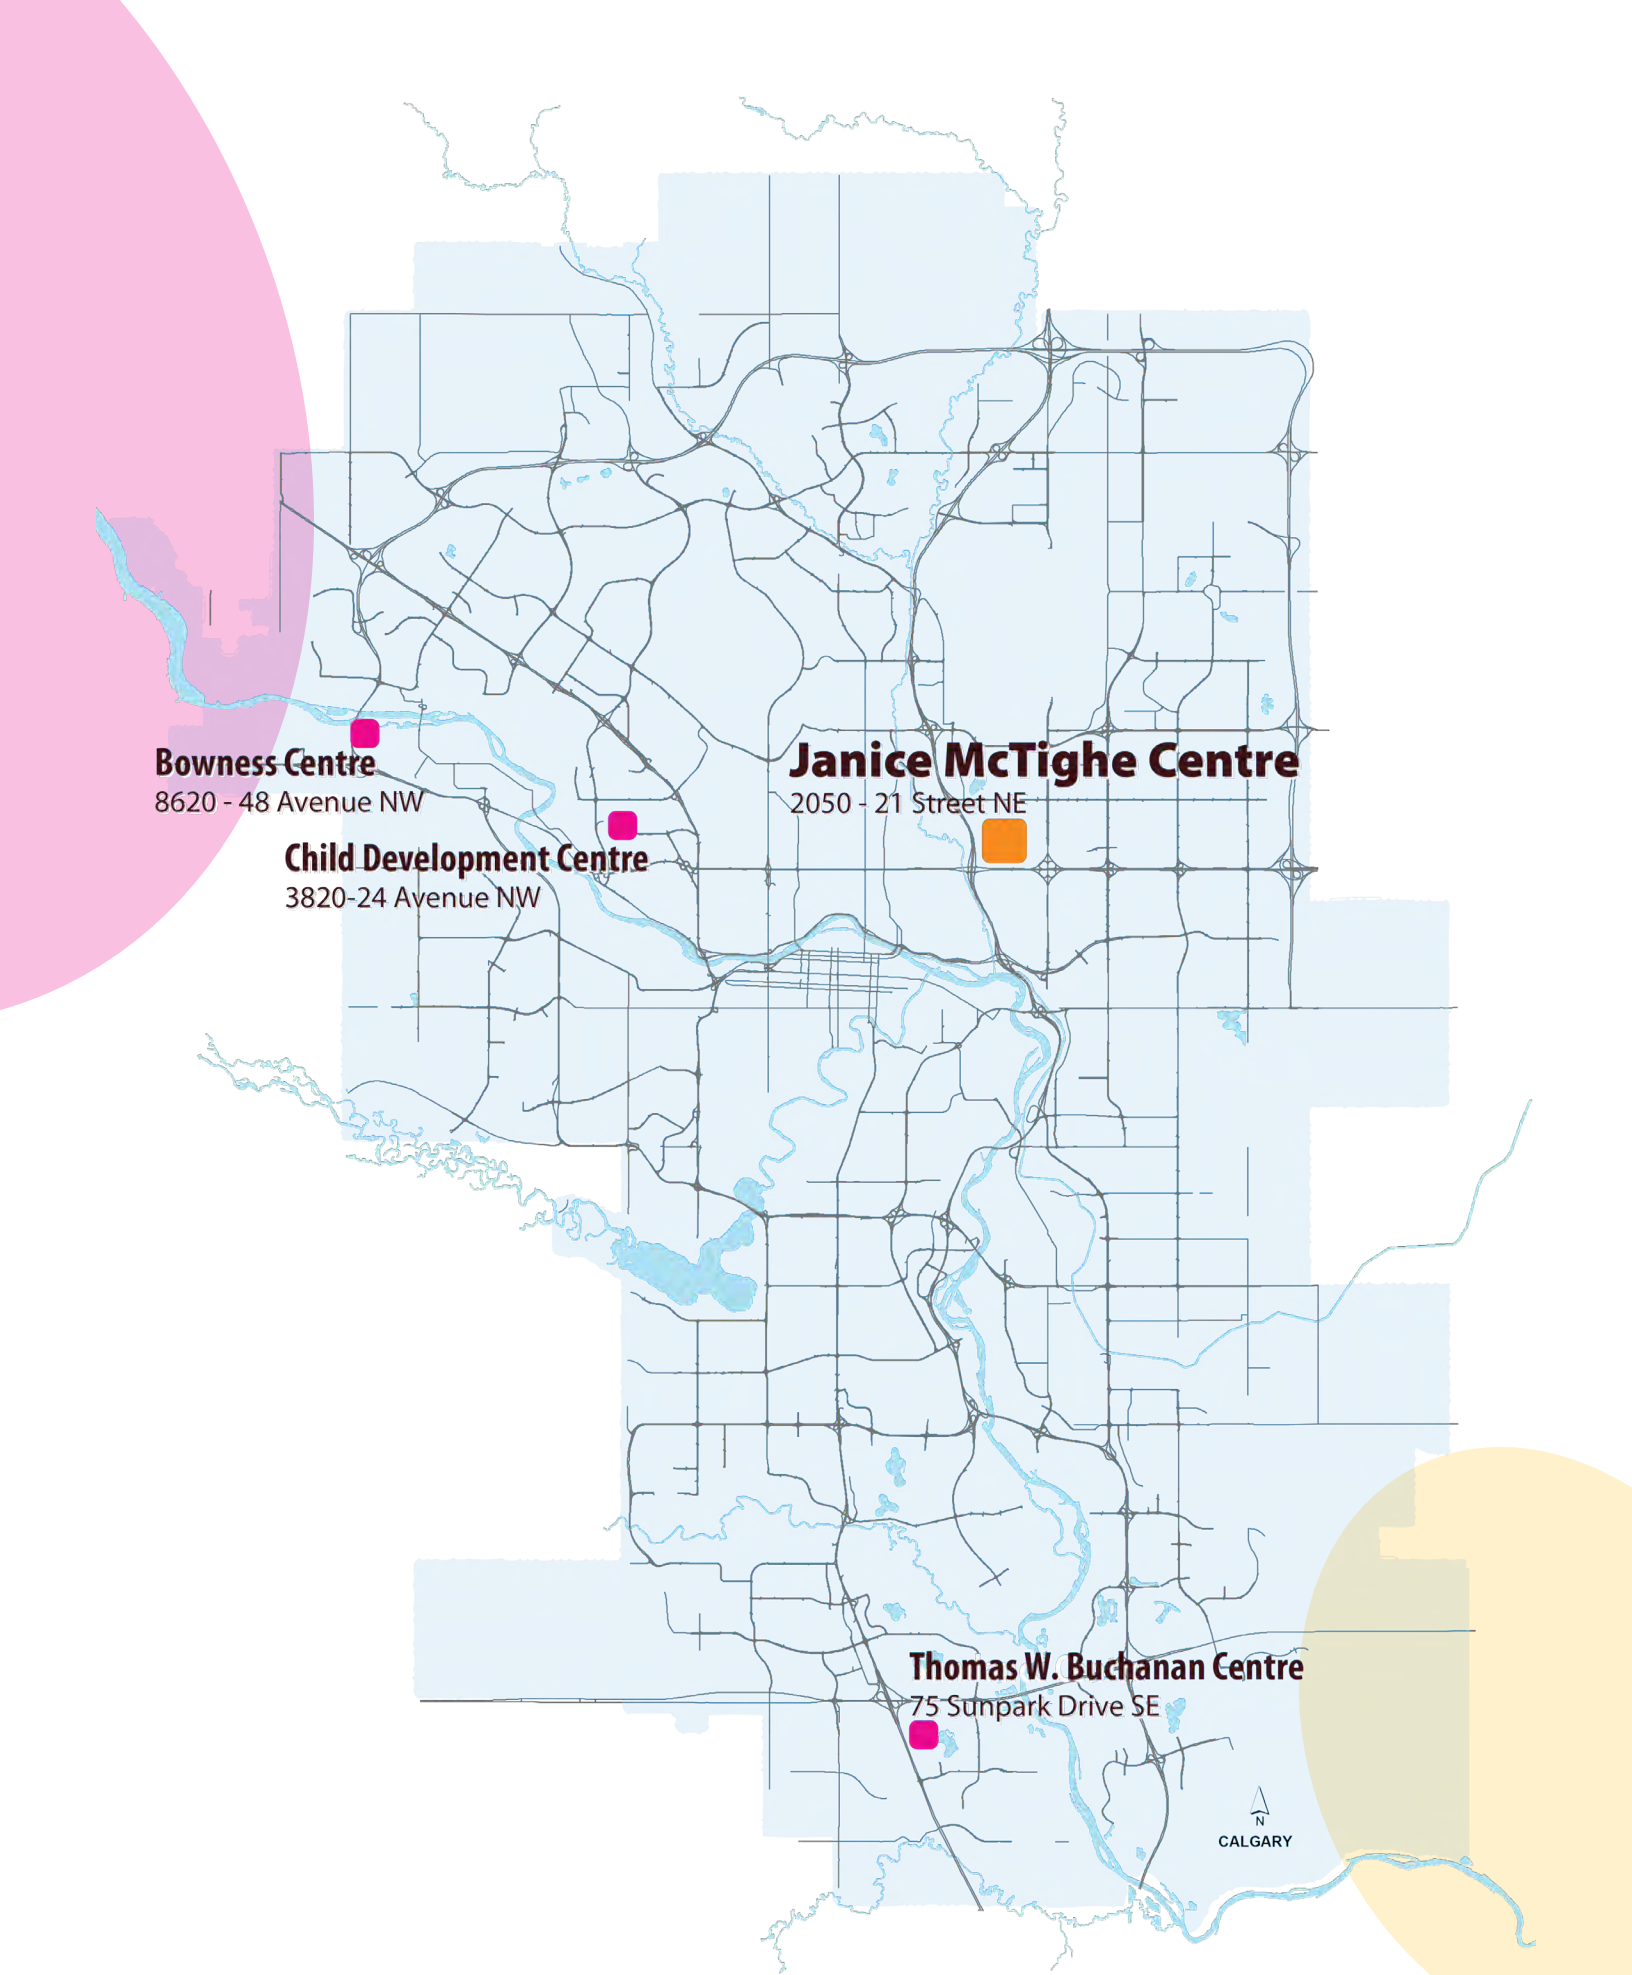 Janice McTighe Centre
2050 - 21 Street NE
Bowness Centre
8620 - 48 Avenue NW
Child Development Centre
3820-24 Avenue NW
Thomas W. Buchanan Centre
75 Sunpark Drive SE
N
CALGARY